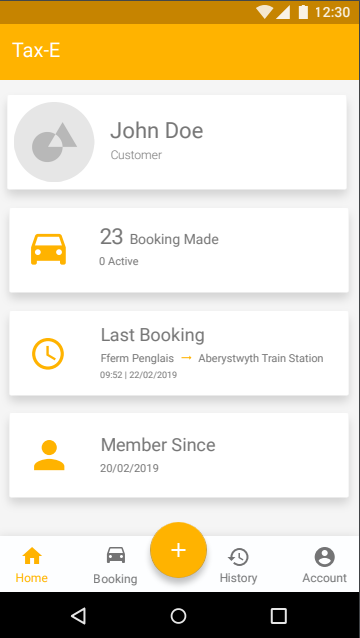 12:30
Tax-E
John Doe
Customer
23 Booking Made
0 Active
Last Booking
Fferm Penglais → Aberystwyth Train Station
09:52 | 22/02/2019
Member Since
20/02/2019
+
Home Booking History Account